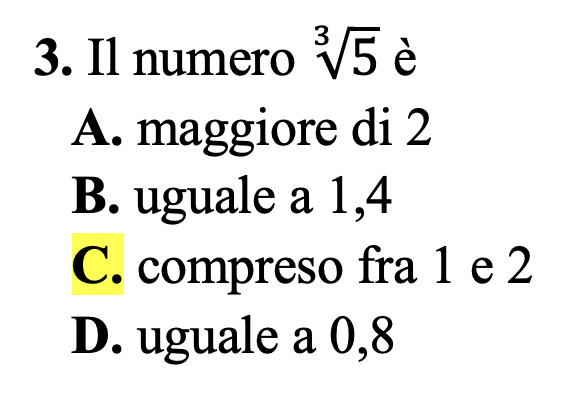 3. Il numero ∛5 è
A. maggiore di 2
B. uguale a 1,4
C. compreso fra 1 e 2
D. uguale a 0,8